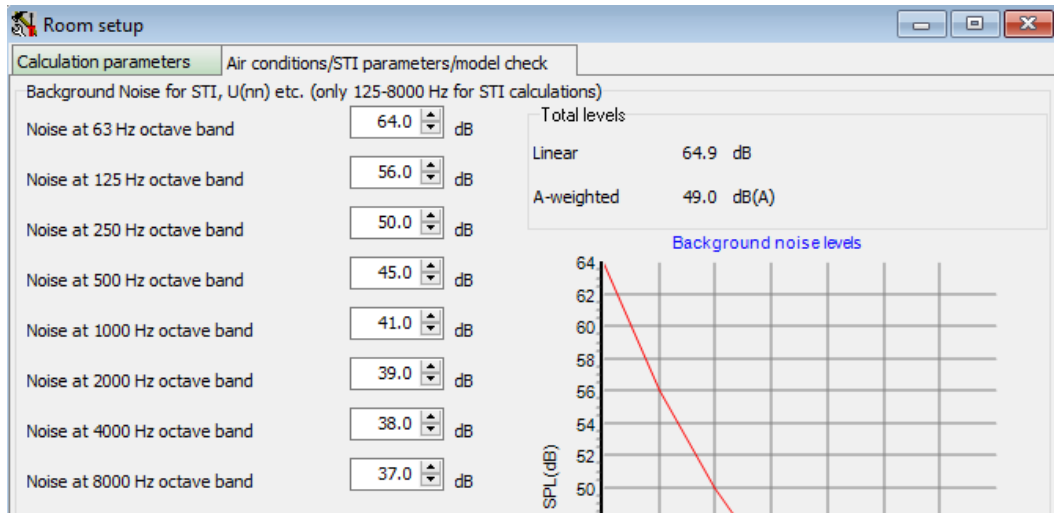 Room setup
Calculation parameters Air conditions/STI parameters/model check
Background Noise for STI, U(nn) etc. (only 125-8000 Hz for STI calculations)
Noise at 63 Hz octave band 64.0 dB
Noise at 125 Hz octave band 56.0 dB
Noise at 250 Hz octave band 50.0 dB
Noise at 500 Hz octave band 45.0 dB
Noise at 1000 Hz octave band 41.0 dB
Noise at 2000 Hz octave band 39.0 dB
Noise at 4000 Hz octave band 38.0 dB
Noise at 8000 Hz octave band 37.0 dB
Total levels
Linear 64.9 dB
A-weighted 49.0 dB(A)
Background noise levels
64
62
60
58
56
54
52
50
SPL(dB)